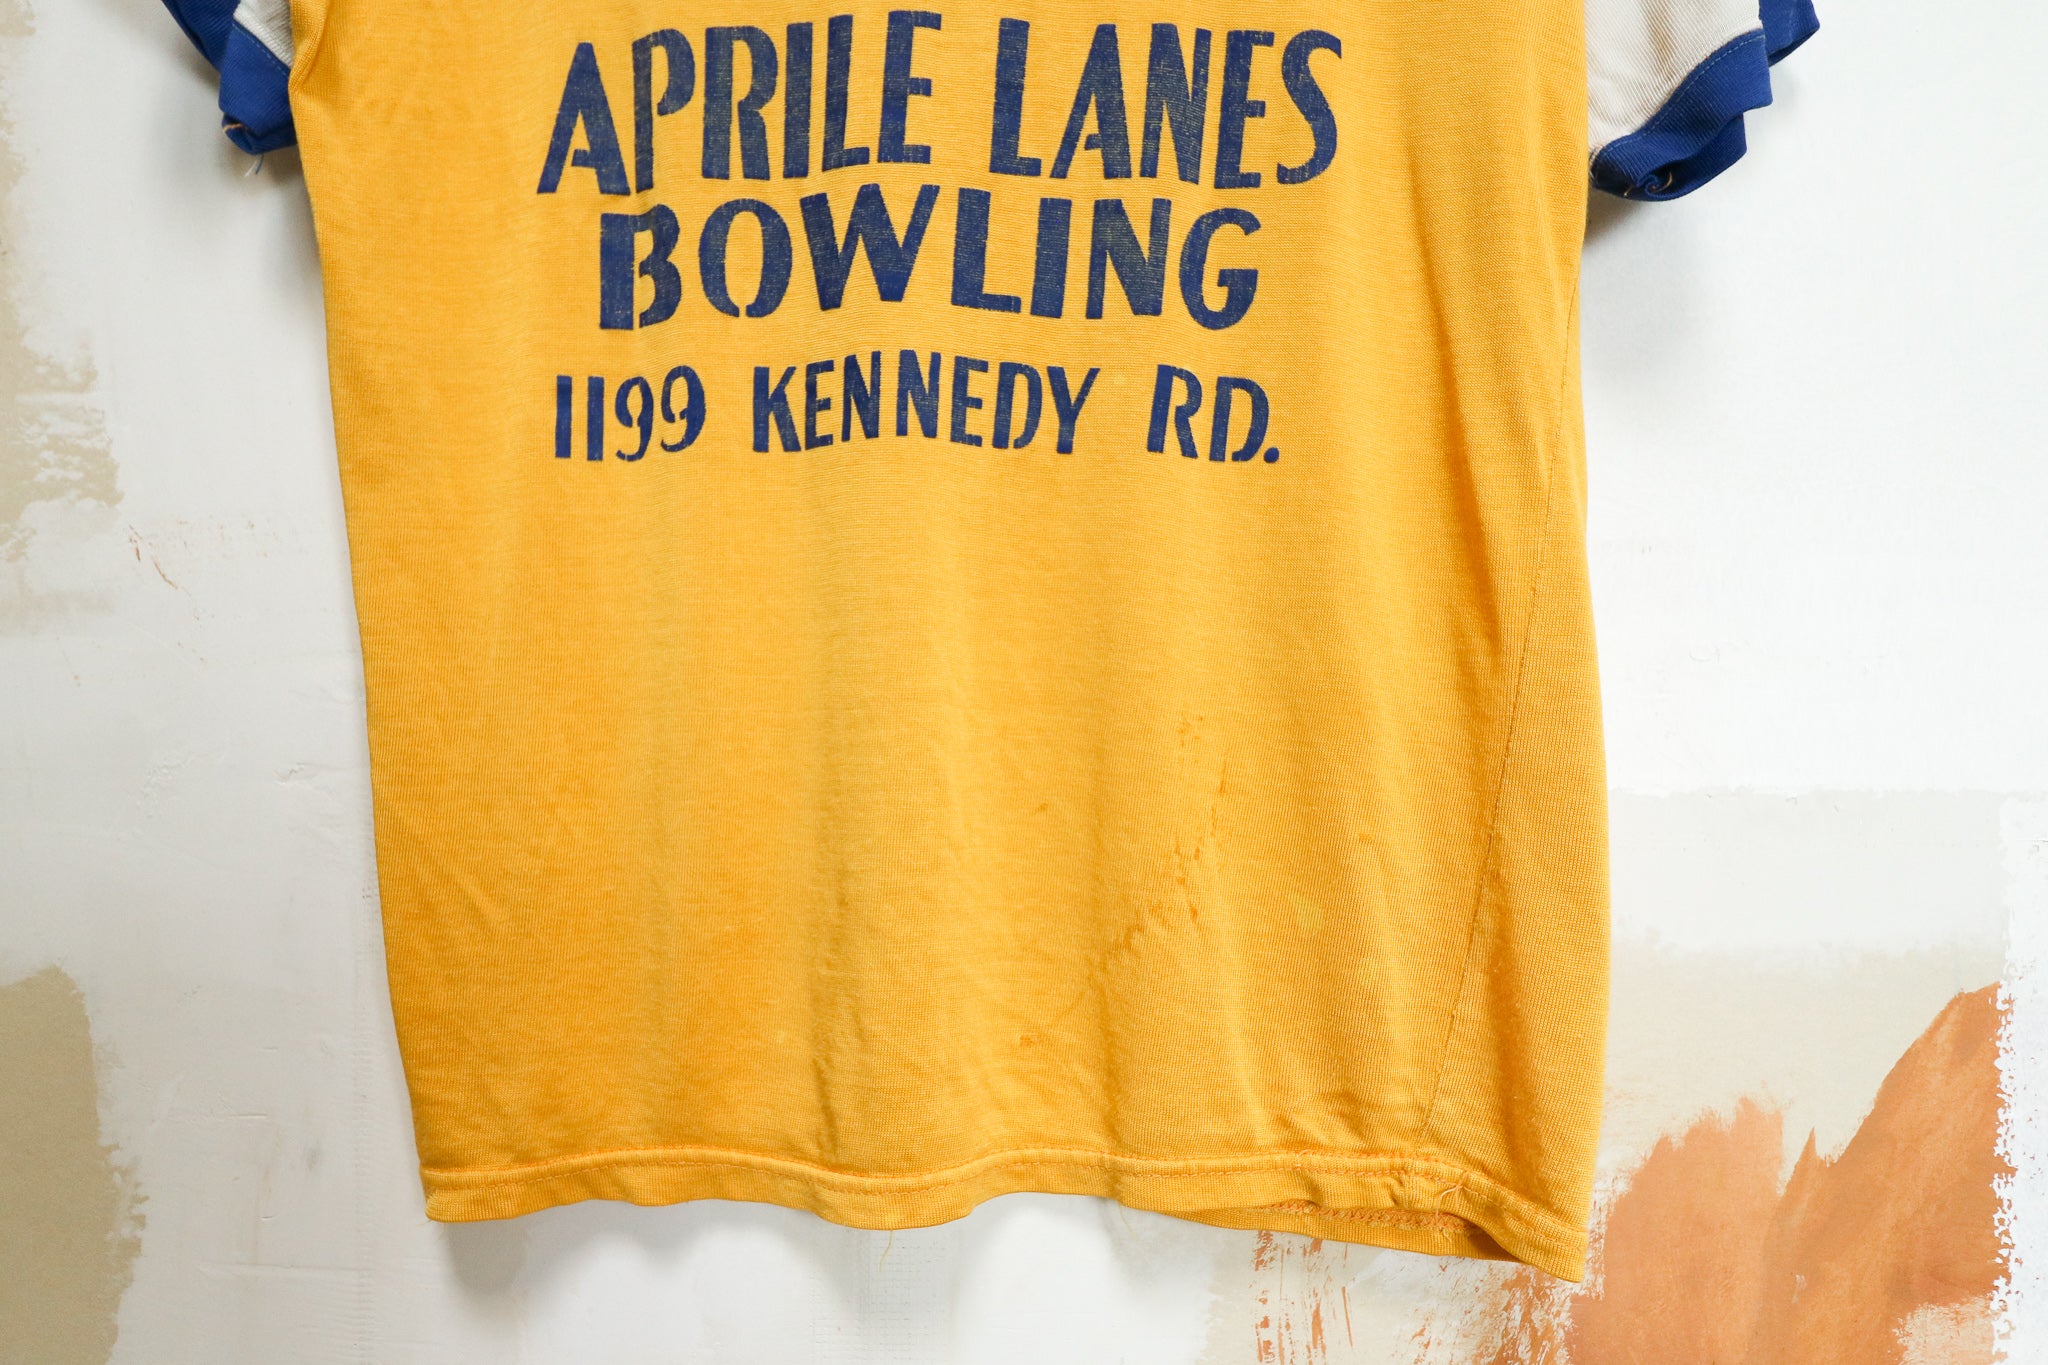 APRILE LANES
BOWLING
1199 KENNEDY RD.